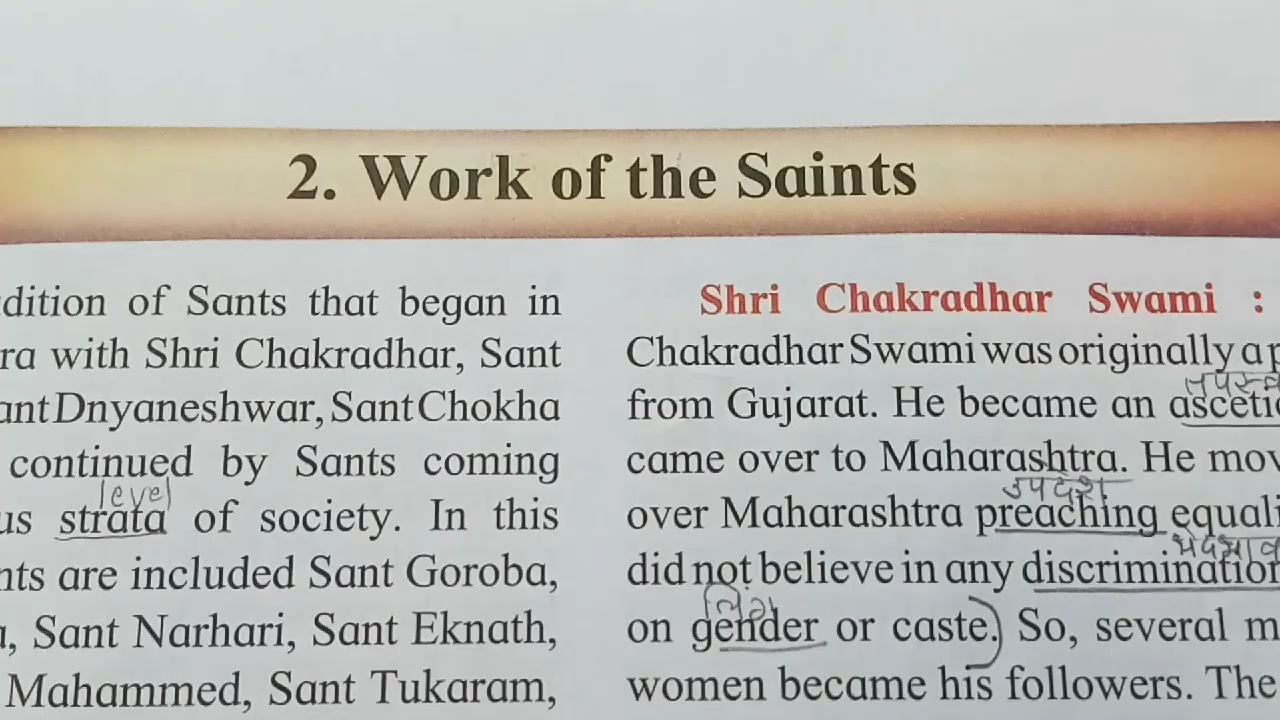 2. Work of the Saints
dition of Sants that began in
ra with Shri Chakradhar, Sant
ant Dnyaneshwar, Sant Chokha
continued by Sants coming
level
us strata of society. In this
nts are included Sant Goroba,
Sant Narhari, Sant Eknath,
Mahammed, Sant Tukaram,
Shri Chakradhar Swami :
Chakradhar Swami was originally a p
from Gujarat. He became an asceti
came over to Maharashtra. He mov
उपदेश
over Maharashtra preaching equali
भेदभाव
did not believe in any discrimination
लिंग
on gender or caste.) So, several m
women became his followers. The